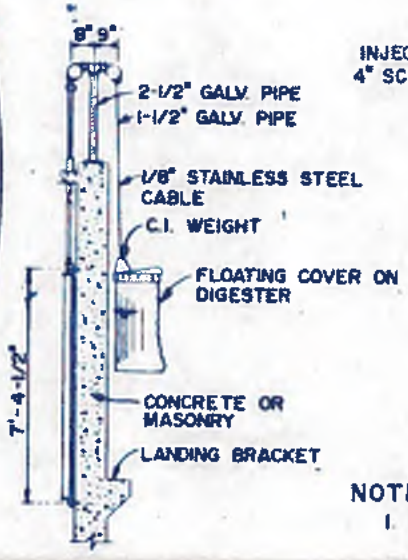 8" 9"
INJEC
4" SC
2-1/2" GALV. PIPE
1-1/2" GALV. PIPE
1/8" STAINLESS STEEL
CABLE
C.I. WEIGHT
FLOATING COVER ON
DIGESTER
7'-4-1/2"
CONCRETE OR
MASONRY
LANDING BRACKET
NOTE
1.